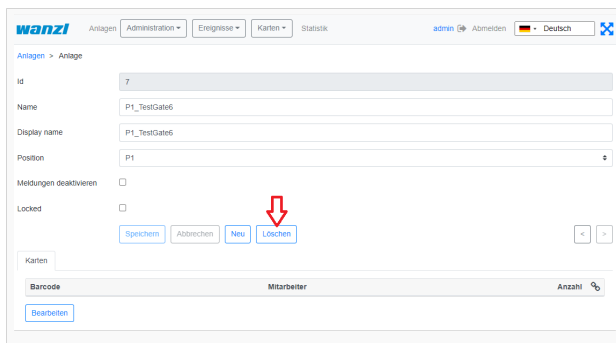 wanzl Anlagen Administration Ereignisse Karten Statistik admin Abmelden Deutsch
Anlagen > Anlage
Id 7
Name P1_TestGate6
Display name P1_TestGate6
Position P1
Meldungen deaktivieren
Locked
Speichern Abbrechen Neu Löschen < >
Karten
Barcode Mitarbeiter Anzahl
Bearbeiten